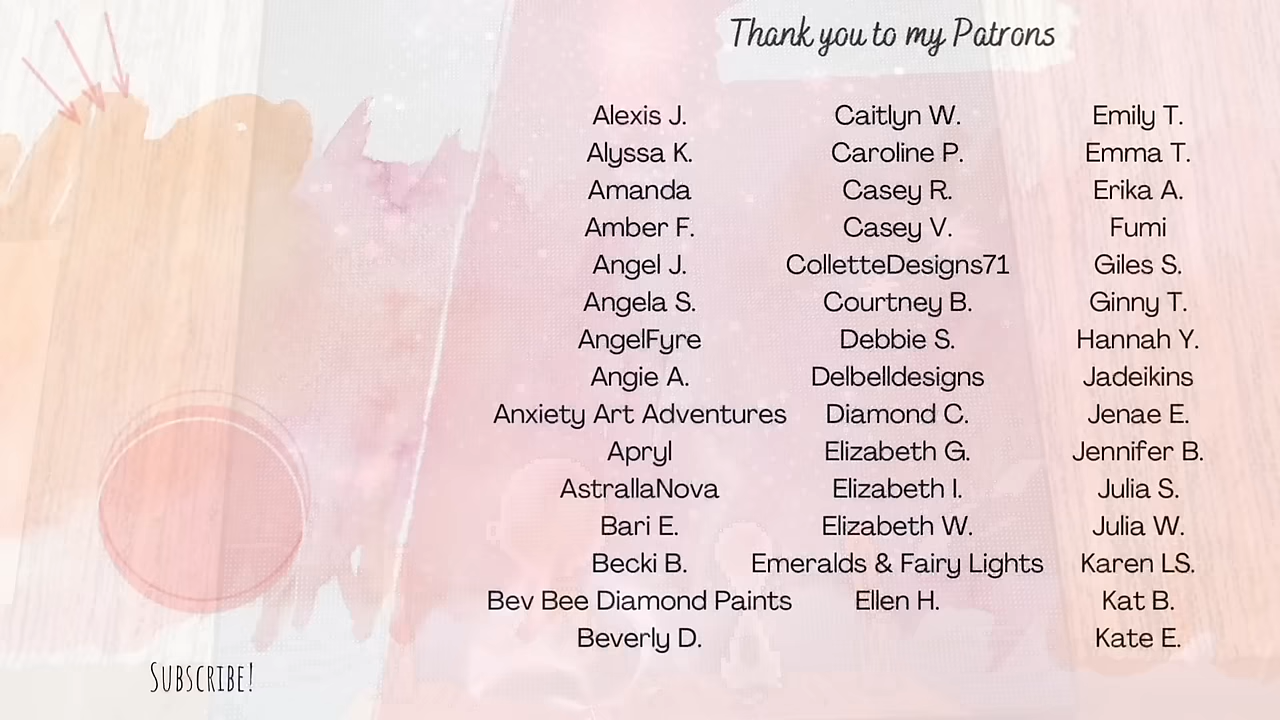 Thank you to my Patrons
Alexis J.
Alyssa K.
Amanda
Amber F.
Angel J.
Angela S.
AngelFyre
Angie A.
Anxiety Art Adventures
Apryl
AstrallaNova
Bari E.
Becki B.
Bev Bee Diamond Paints
Beverly D.
Caitlyn W.
Caroline P.
Casey R.
Casey V.
ColletteDesigns71
Courtney B.
Debbie S.
Delbelldesigns
Diamond C.
Elizabeth G.
Elizabeth I.
Elizabeth W.
Emeralds & Fairy Lights
Ellen H.
Emily T.
Emma T.
Erika A.
Fumi
Giles S.
Ginny T.
Hannah Y.
Jadeikins
Jenae E.
Jennifer B.
Julia S.
Julia W.
Karen LS.
Kat B.
Kate E.
Subscribe!